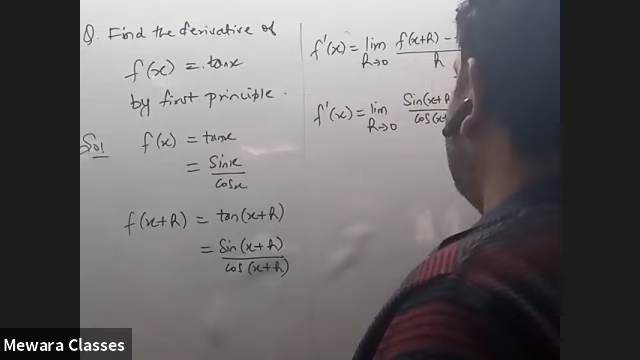 Q. Find the derivative of
f(x) = tanx
by first principle.
Sol f(x) = tanx
= sinx/cosx
f(x+h) = tan(x+h)
= sin(x+h)/cos(x+h)
f'(x) = lim h→0 f(x+h) - /h
f'(x) = lim h→0 sin(x+h/cos(x+
Mewara Classes